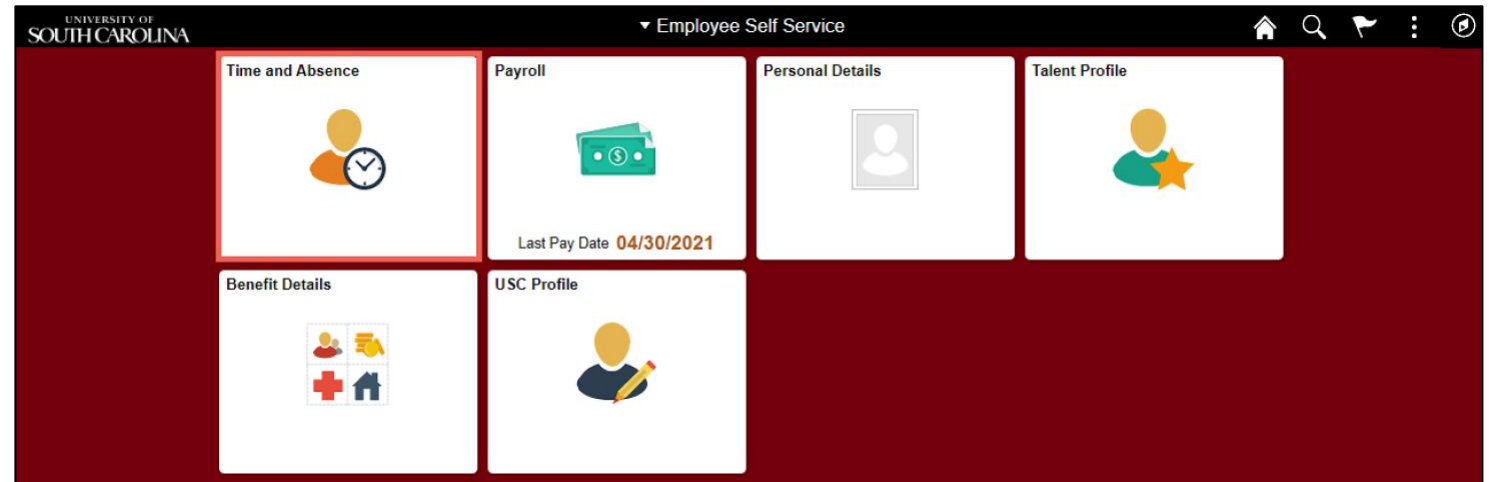 UNIVERSITY OF
SOUTH CAROLINA
Employee Self Service
Time and Absence
Payroll
Personal Details
Talent Profile
Last Pay Date 04/30/2021
Benefit Details
USC Profile